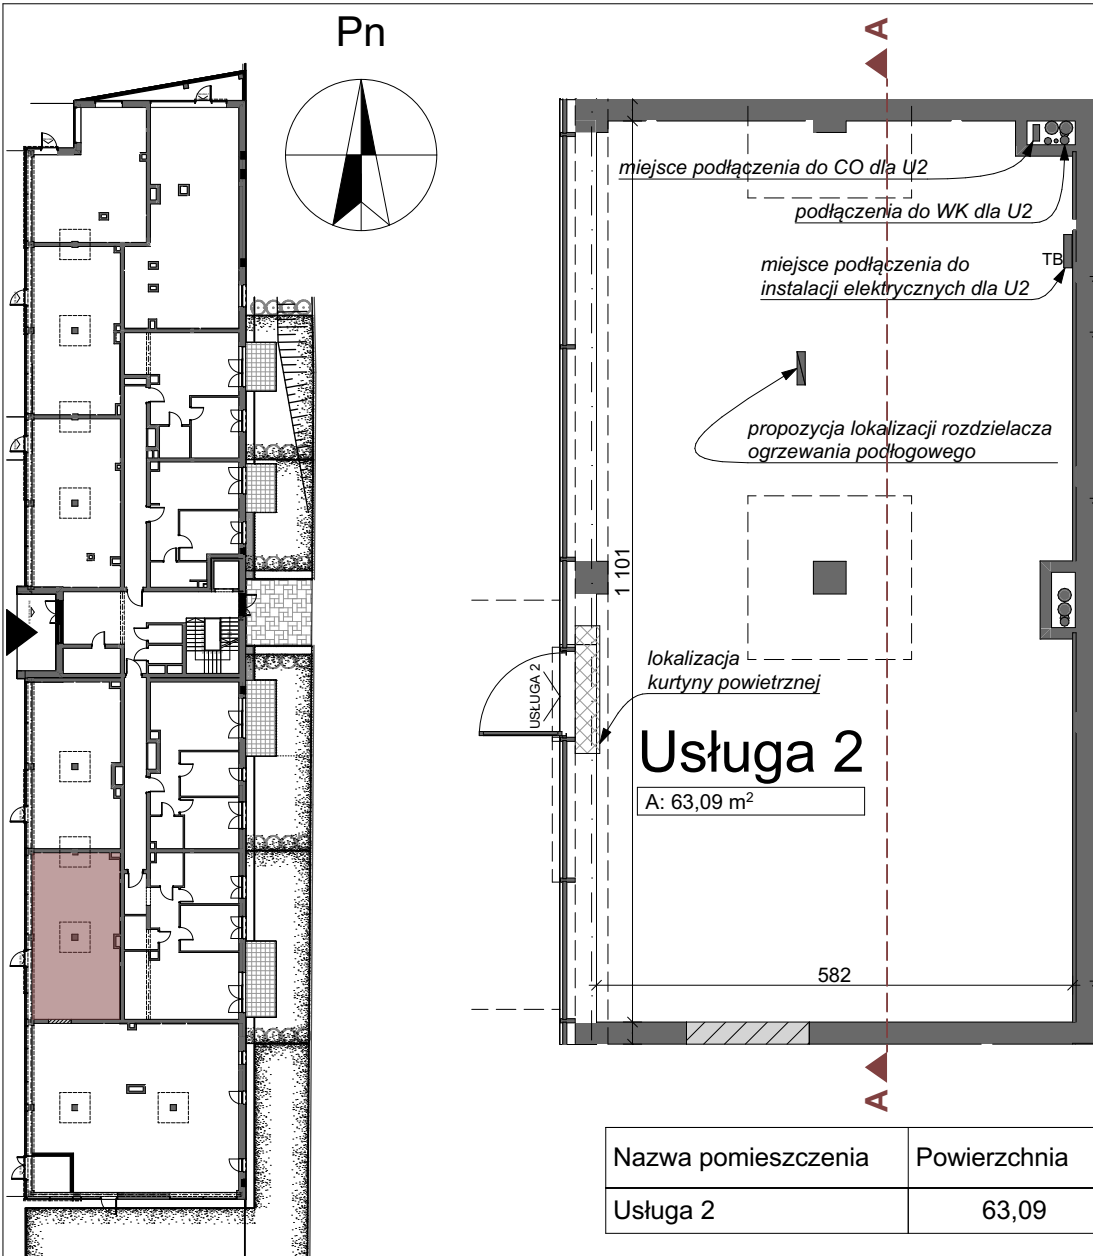 Pn
A
miejsce podłączenia do CO dla U2
podłączenia do WK dla U2
TB
miejsce podłączenia do
instalacji elektrycznych dla U2
propozycja lokalizacji rozdzielacza
ogrzewania podłogowego
1 101
lokalizacja
kurtyny powietrznej
USŁUGA 2
Usługa 2
A: 63,09 m²
582
A
Nazwa pomieszczenia Powierzchnia
Usługa 2 63,09